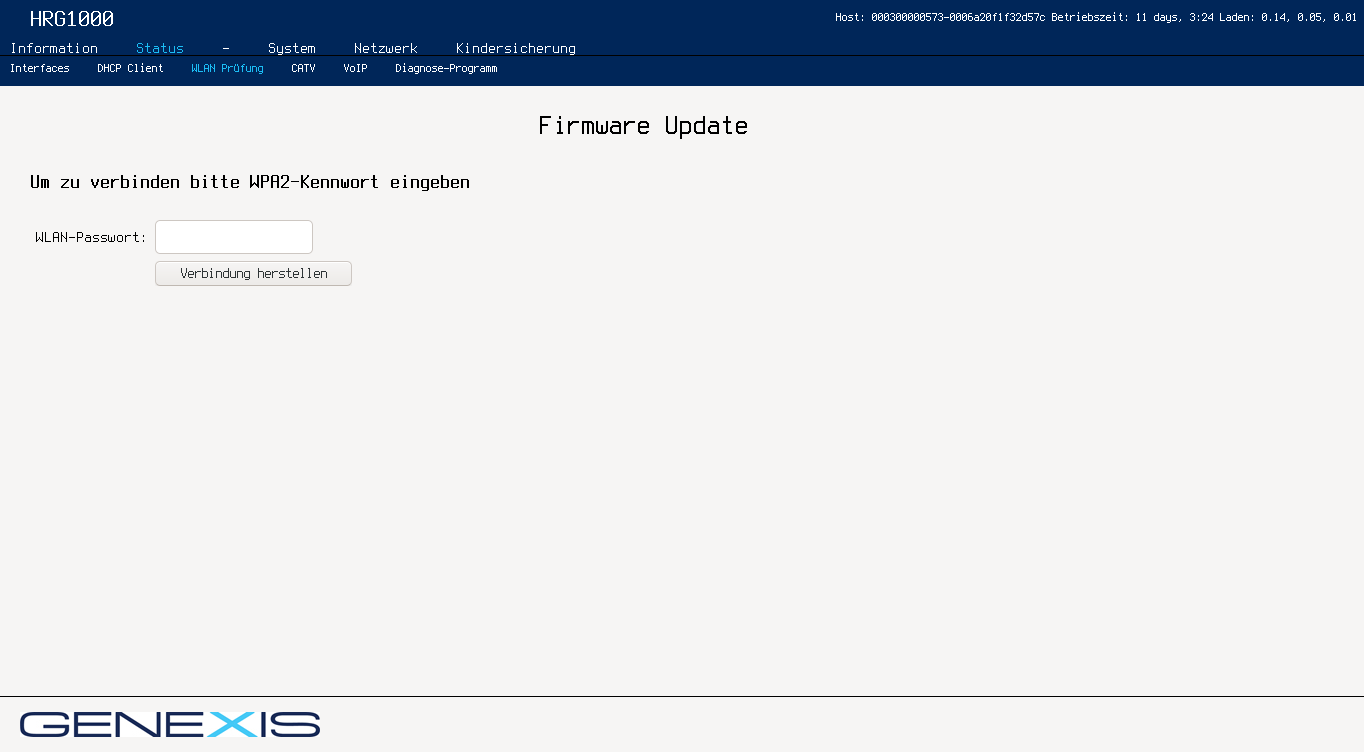 HRG1000
Host: 000300000573-0006a20f1f32d57c Betriebszeit: 11 days, 3:24 Laden: 0.14, 0.05, 0.01
Information Status - System Netzwerk Kindersicherung
Interfaces DHCP Client WLAN Prüfung CATV VoIP Diagnose-Programm
Firmware Update
Um zu verbinden bitte WPA2-Kennwort eingeben
WLAN-Passwort:
Verbindung herstellen
GENEXIS